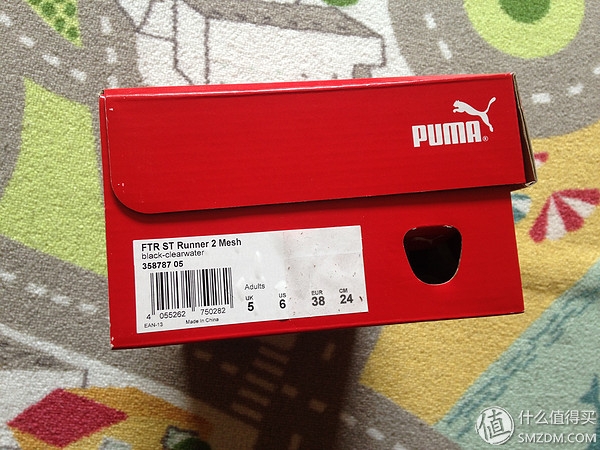 PUMA®
FTR ST Runner 2 Mesh
black-clearwater
358787 05
Adults
UK US EUR CM
5 6 38 24
4 055262 750282
EAN-13 Made in China
值 什么值得买
SMZDM.COM